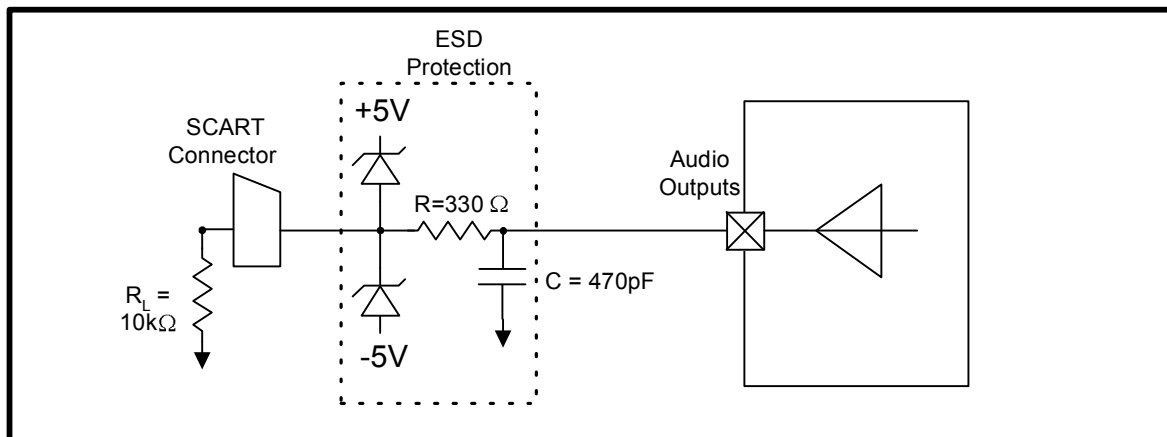 ESD
Protection
+5V
SCART
Connector
Audio
Outputs
R=330 Ω
C = 470pF
R_L =
10kΩ
-5V